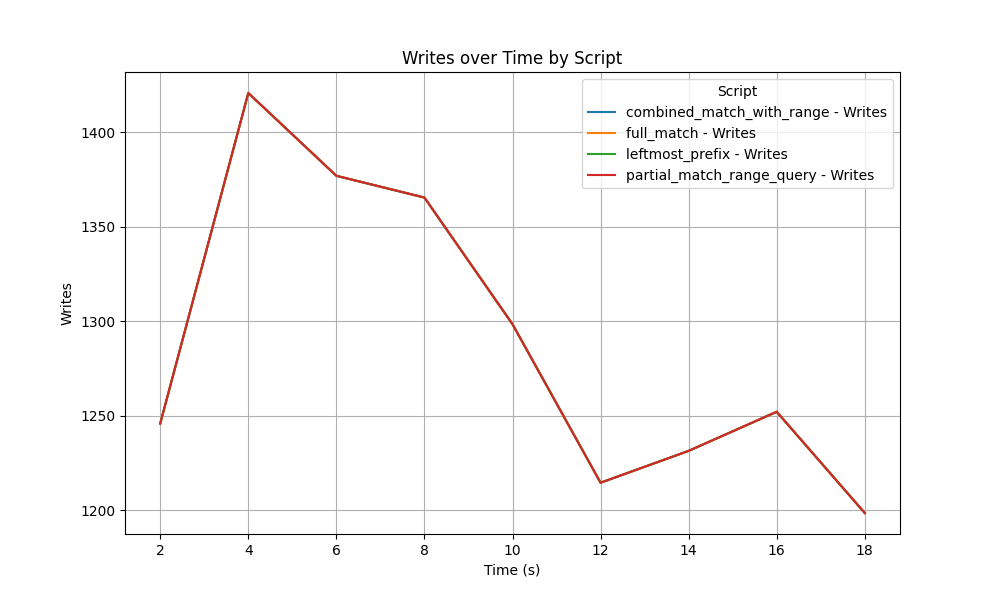 Writes over Time by Script
Script
combined_match_with_range - Writes
full_match - Writes
leftmost_prefix - Writes
partial_match_range_query - Writes
Writes
1400
1350
1300
1250
1200
2 4 6 8 10 12 14 16 18
Time (s)